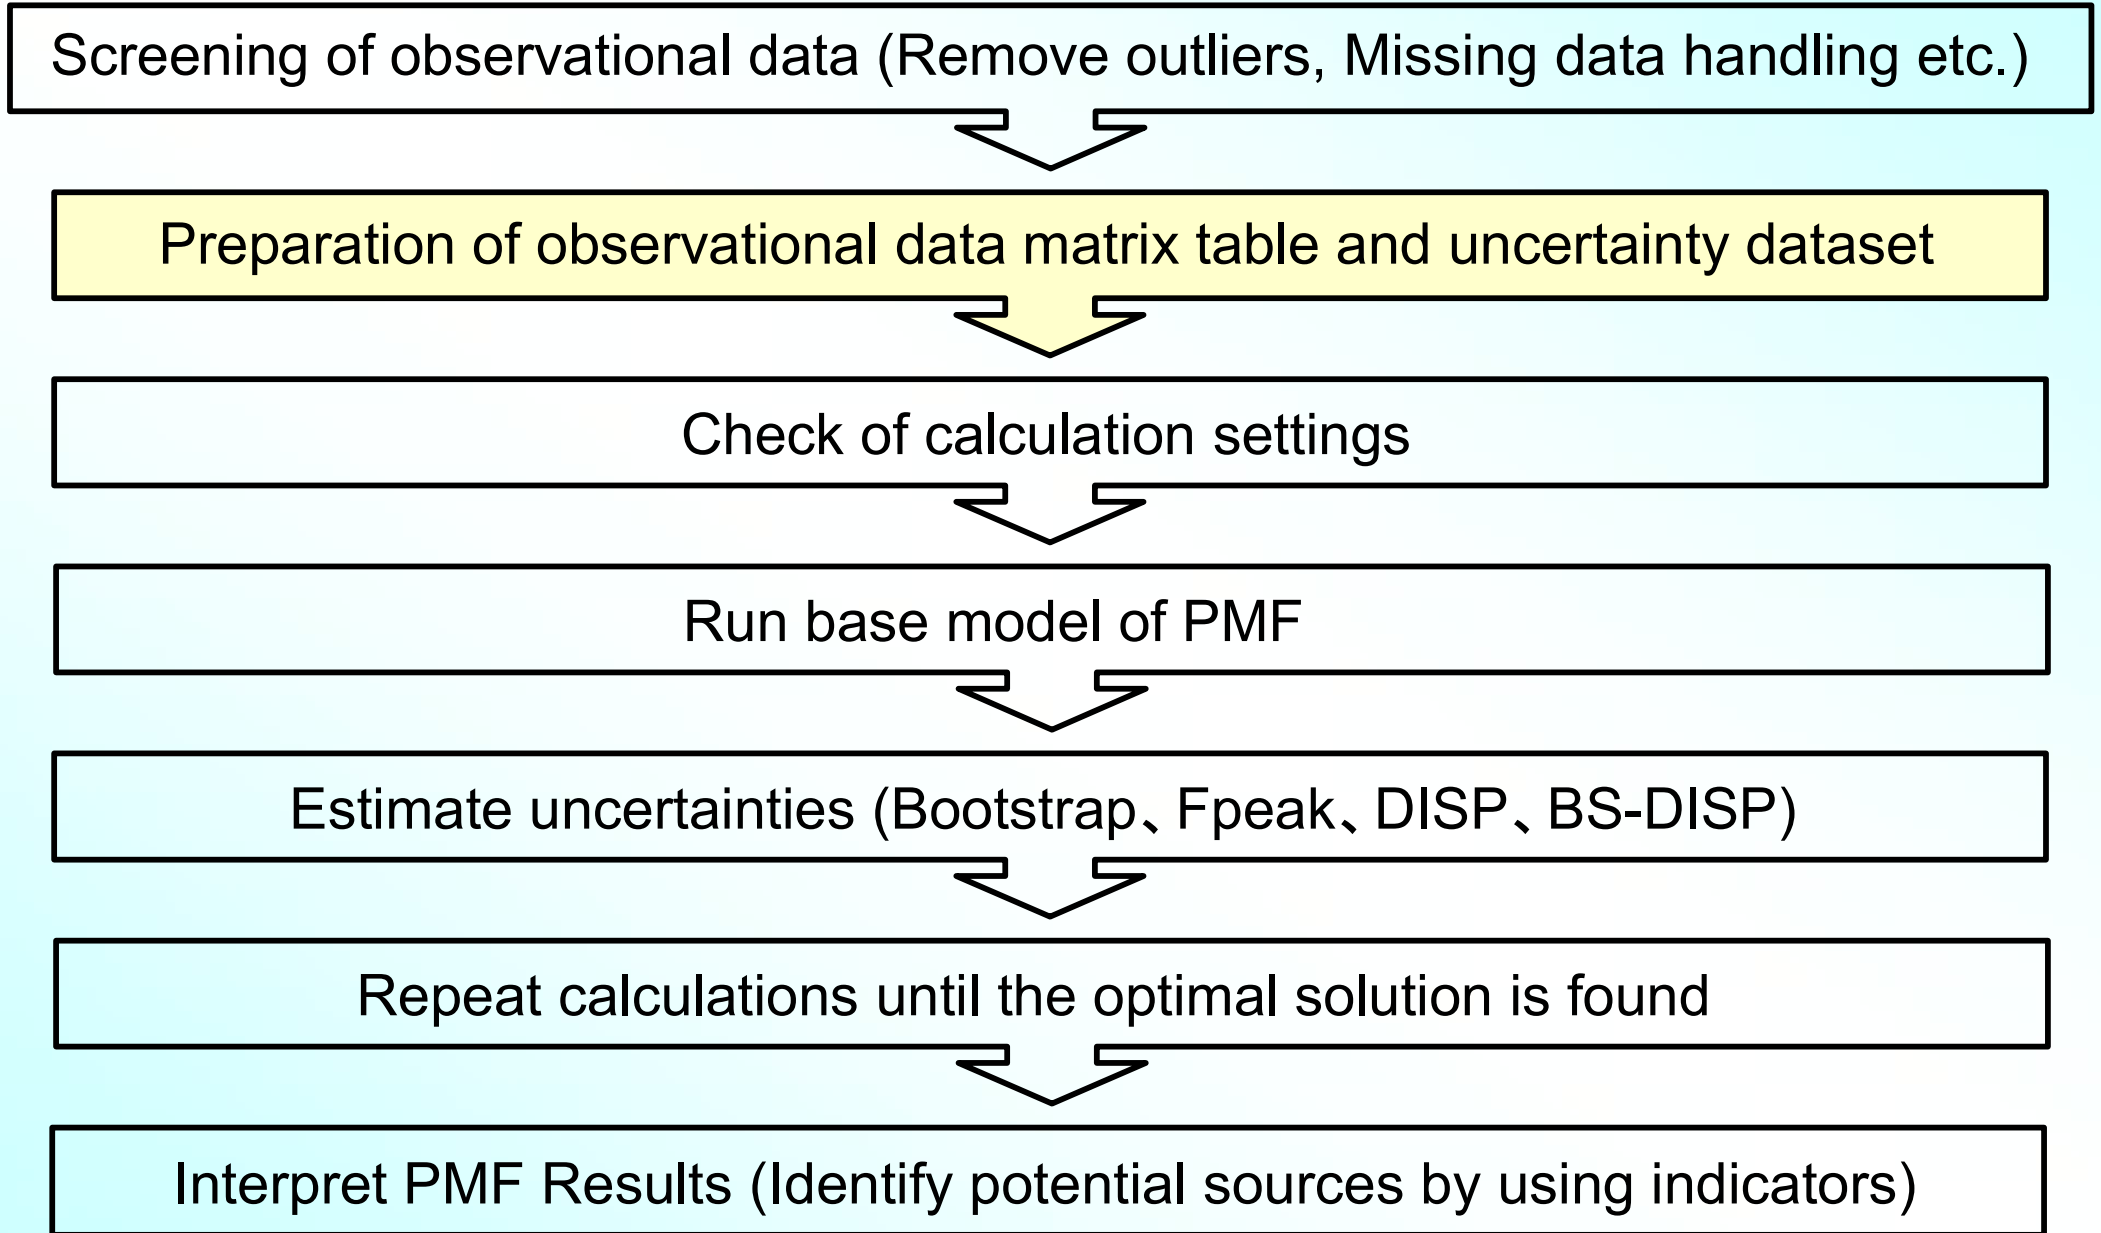 Screening of observational data (Remove outliers, Missing data handling etc.)
Preparation of observational data matrix table and uncertainty dataset
Check of calculation settings
Run base model of PMF
Estimate uncertainties (Bootstrap、Fpeak、DISP、BS-DISP)
Repeat calculations until the optimal solution is found
Interpret PMF Results (Identify potential sources by using indicators)